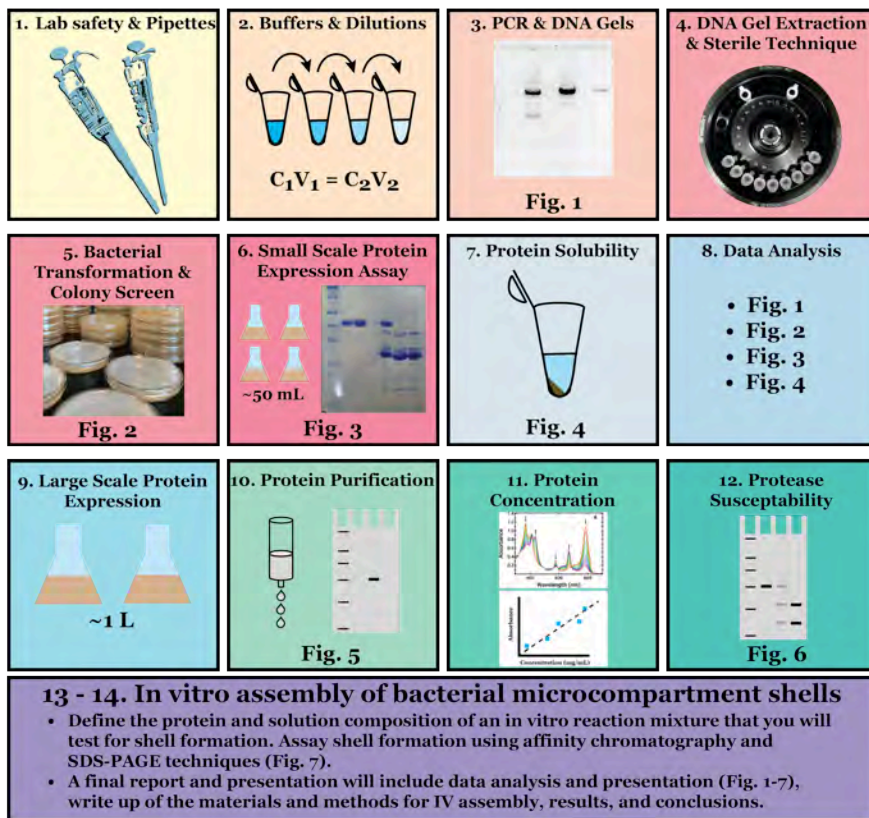 1. Lab safety & Pipettes
2. Buffers & Dilutions
C₁V₁ = C₂V₂
3. PCR & DNA Gels
Fig. 1
4. DNA Gel Extraction
& Sterile Technique
5. Bacterial
Transformation &
Colony Screen
Fig. 2
6. Small Scale Protein
Expression Assay
~50 mL
Fig. 3
7. Protein Solubility
Fig. 4
8. Data Analysis
• Fig. 1
• Fig. 2
• Fig. 3
• Fig. 4
9. Large Scale Protein
Expression
~1 L
10. Protein Purification
Fig. 5
11. Protein
Concentration
Absorbance
Wavelength (nm)
Absorbance
Concentration (mg/mL)
12. Protease
Susceptability
Fig. 6
13 - 14. In vitro assembly of bacterial microcompartment shells
• Define the protein and solution composition of an in vitro reaction mixture that you will
test for shell formation. Assay shell formation using affinity chromatography and
SDS-PAGE techniques (Fig. 7).
• A final report and presentation will include data analysis and presentation (Fig. 1-7),
write up of the materials and methods for IV assembly, results, and conclusions.